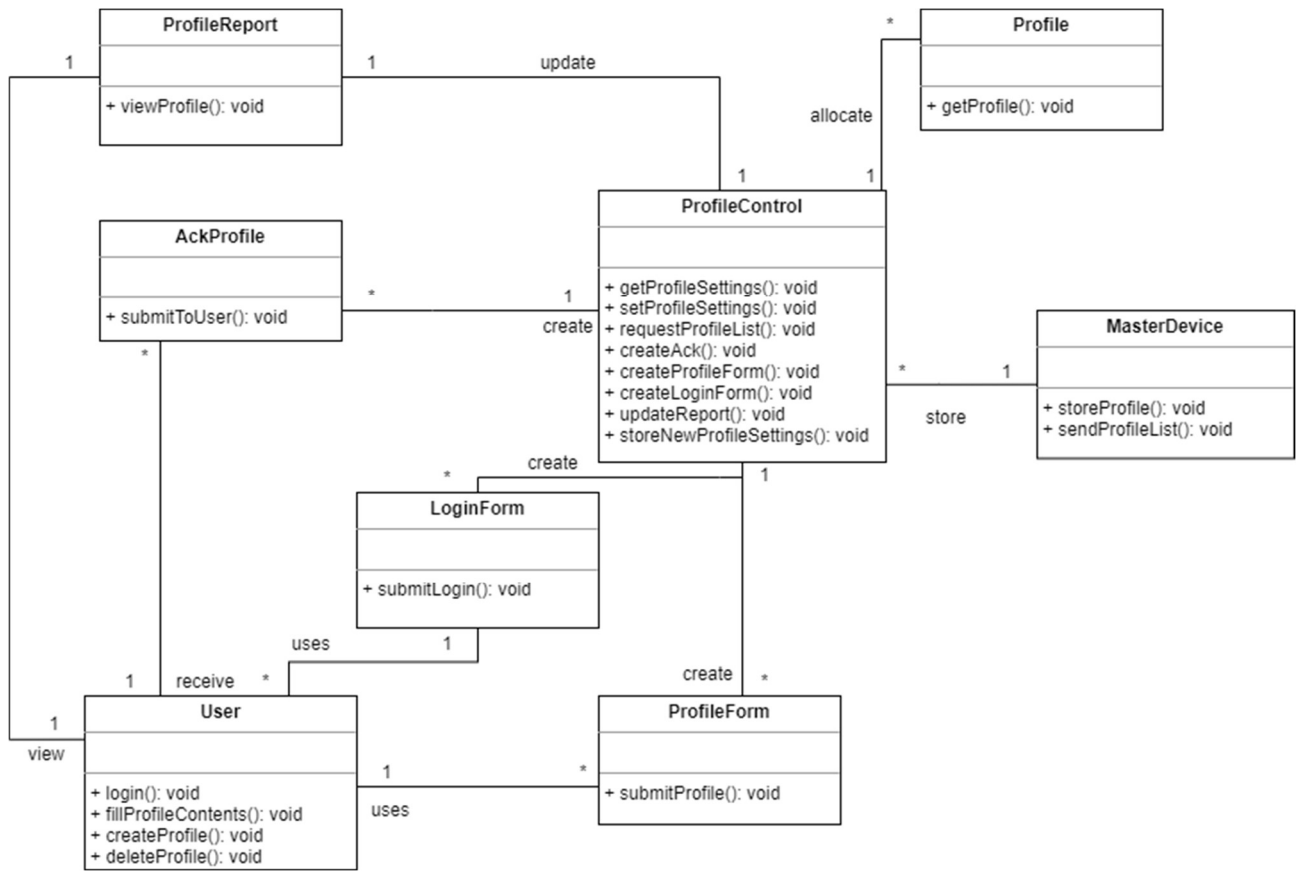 ProfileReport
+ viewProfile(): void
1
1
update
1
Profile
+ getProfile(): void
*
allocate
1
ProfileControl
+ getProfileSettings(): void
+ setProfileSettings(): void
+ requestProfileList(): void
+ createAck(): void
+ createProfileForm(): void
+ createLoginForm(): void
+ updateReport(): void
+ storeNewProfileSettings(): void
AckProfile
+ submitToUser(): void
*
1
create
*
MasterDevice
+ storeProfile(): void
+ sendProfileList(): void
*
1
store
create
*
1
LoginForm
+ submitLogin(): void
uses
1
*
1
receive
create
*
1
view
User
+ login(): void
+ fillProfileContents(): void
+ createProfile(): void
+ deleteProfile(): void
1
*
uses
ProfileForm
+ submitProfile(): void